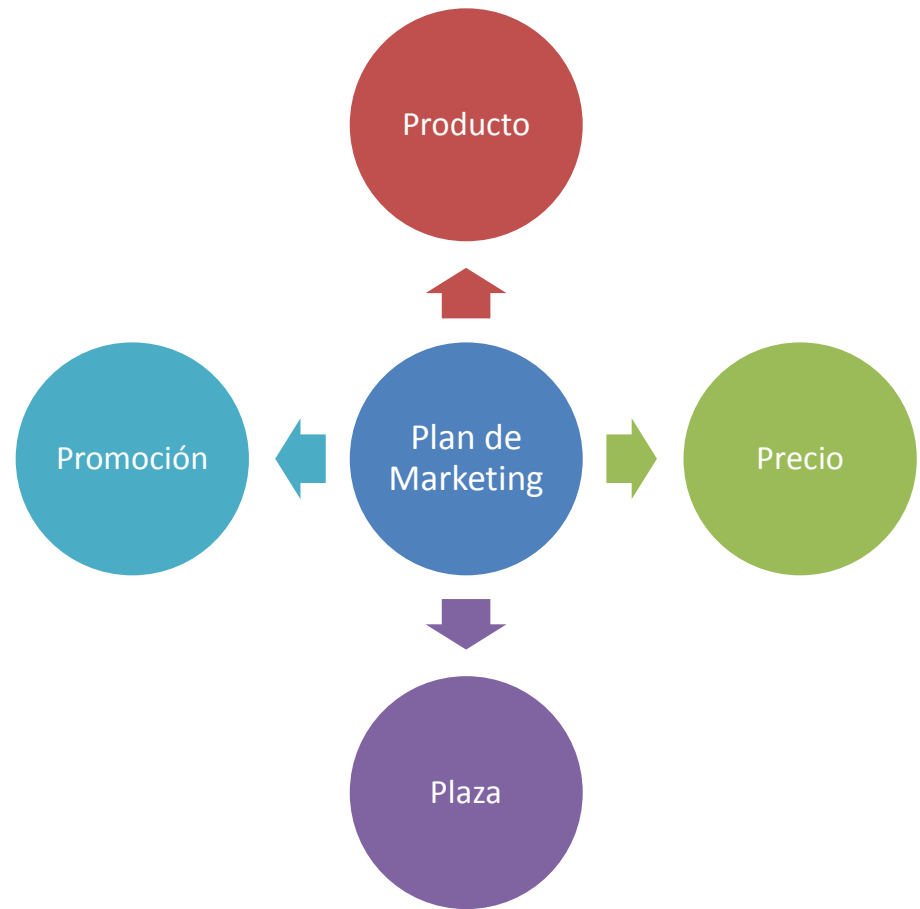 Producto
Promoción
Plan de
Marketing
Precio
Plaza